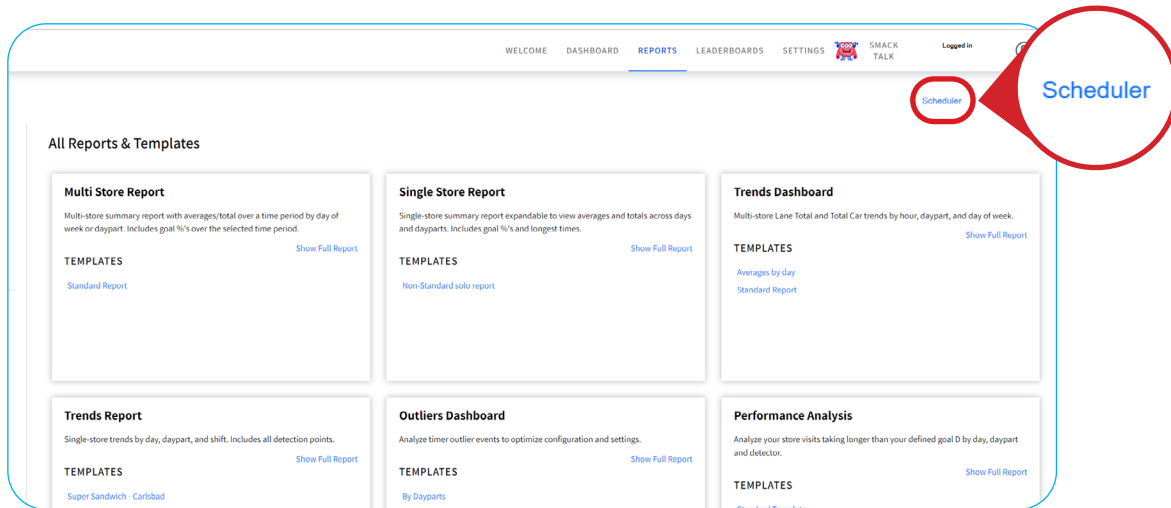 WELCOME DASHBOARD REPORTS LEADERBOARDS SETTINGS SMACK TALK Logged in
Scheduler
Scheduler
All Reports & Templates
Multi Store Report
Multi-store summary report with averages/total over a time period by day of
week or daypart. Includes goal %'s over the selected time period.
Show Full Report
TEMPLATES
Standard Report
Single Store Report
Single-store summary report expandable to view averages and totals across days
and dayparts. Includes goal %'s and longest times.
Show Full Report
TEMPLATES
Non-Standard solo report
Trends Dashboard
Multi-store Lane Total and Total Car trends by hour, daypart, and day of week.
Show Full Report
TEMPLATES
Averages by day
Standard Report
Trends Report
Single-store trends by day, daypart, and shift. Includes all detection points.
Show Full Report
TEMPLATES
Super Sandwich - Carlsbad
Outliers Dashboard
Analyze timer outlier events to optimize configuration and settings.
Show Full Report
TEMPLATES
By Dayparts
Performance Analysis
Analyze your store visits taking longer than your defined goal D by day, daypart
and detector.
Show Full Report
TEMPLATES